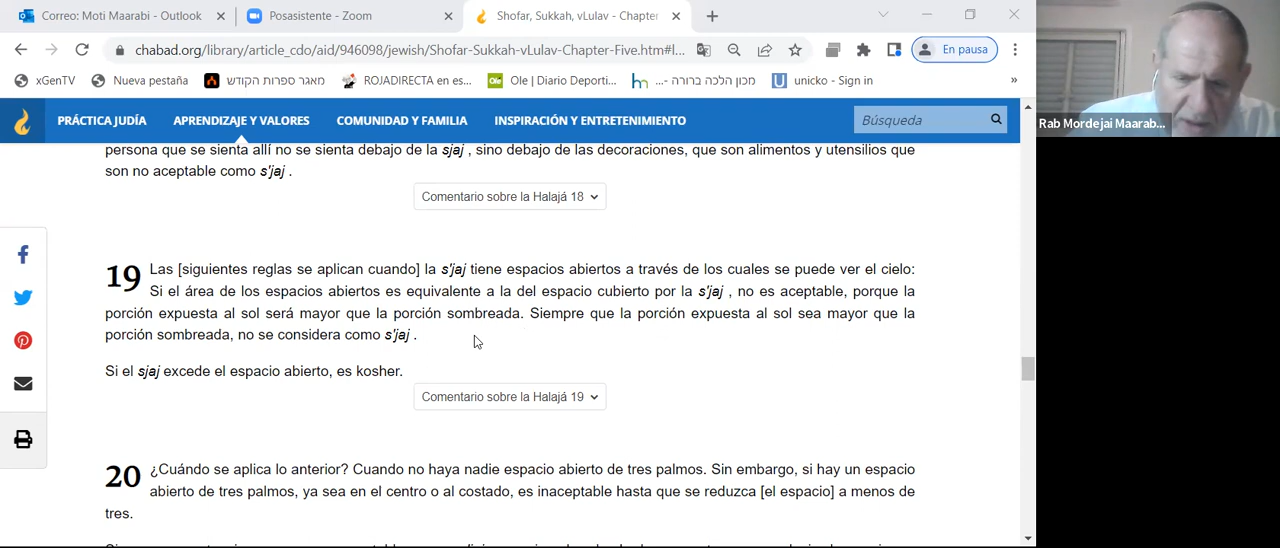 Correo: Moti Maarabi - Outlook
Posasistente - Zoom
Shofar, Sukkah, vLulav - Chapter
chabad.org/library/article_cdo/aid/946098/jewish/Shofar-Sukkah-vLulav-Chapter-Five.htm#l...
En pausa
xGenTV
Nueva pestaña
מאגר ספרות הקודש
ROJADIRECTA en es...
Ole | Diario Deporti...
מכון הלכה ברורה -...
unicko - Sign in
»
PRÁCTICA JUDÍA
APRENDIZAJE Y VALORES
COMUNIDAD Y FAMILIA
INSPIRACIÓN Y ENTRETENIMIENTO
Búsqueda
Rab Mordejai Maarab...
persona que se sienta allí no se sienta debajo de la sjaj , sino debajo de las decoraciones, que son alimentos y utensilios que
son no aceptable como s'jaj .
Comentario sobre la Halajá 18
19 Las [siguientes reglas se aplican cuando] la s'jaj tiene espacios abiertos a través de los cuales se puede ver el cielo:
Si el área de los espacios abiertos es equivalente a la del espacio cubierto por la s'jaj , no es aceptable, porque la
porción expuesta al sol será mayor que la porción sombreada. Siempre que la porción expuesta al sol sea mayor que la
porción sombreada, no se considera como s'jaj .
Si el sjaj excede el espacio abierto, es kosher.
Comentario sobre la Halajá 19
20 ¿Cuándo se aplica lo anterior? Cuando no haya nadie espacio abierto de tres palmos. Sin embargo, si hay un espacio
abierto de tres palmos, ya sea en el centro o al costado, es inaceptable hasta que se reduzca [el espacio] a menos de
tres.